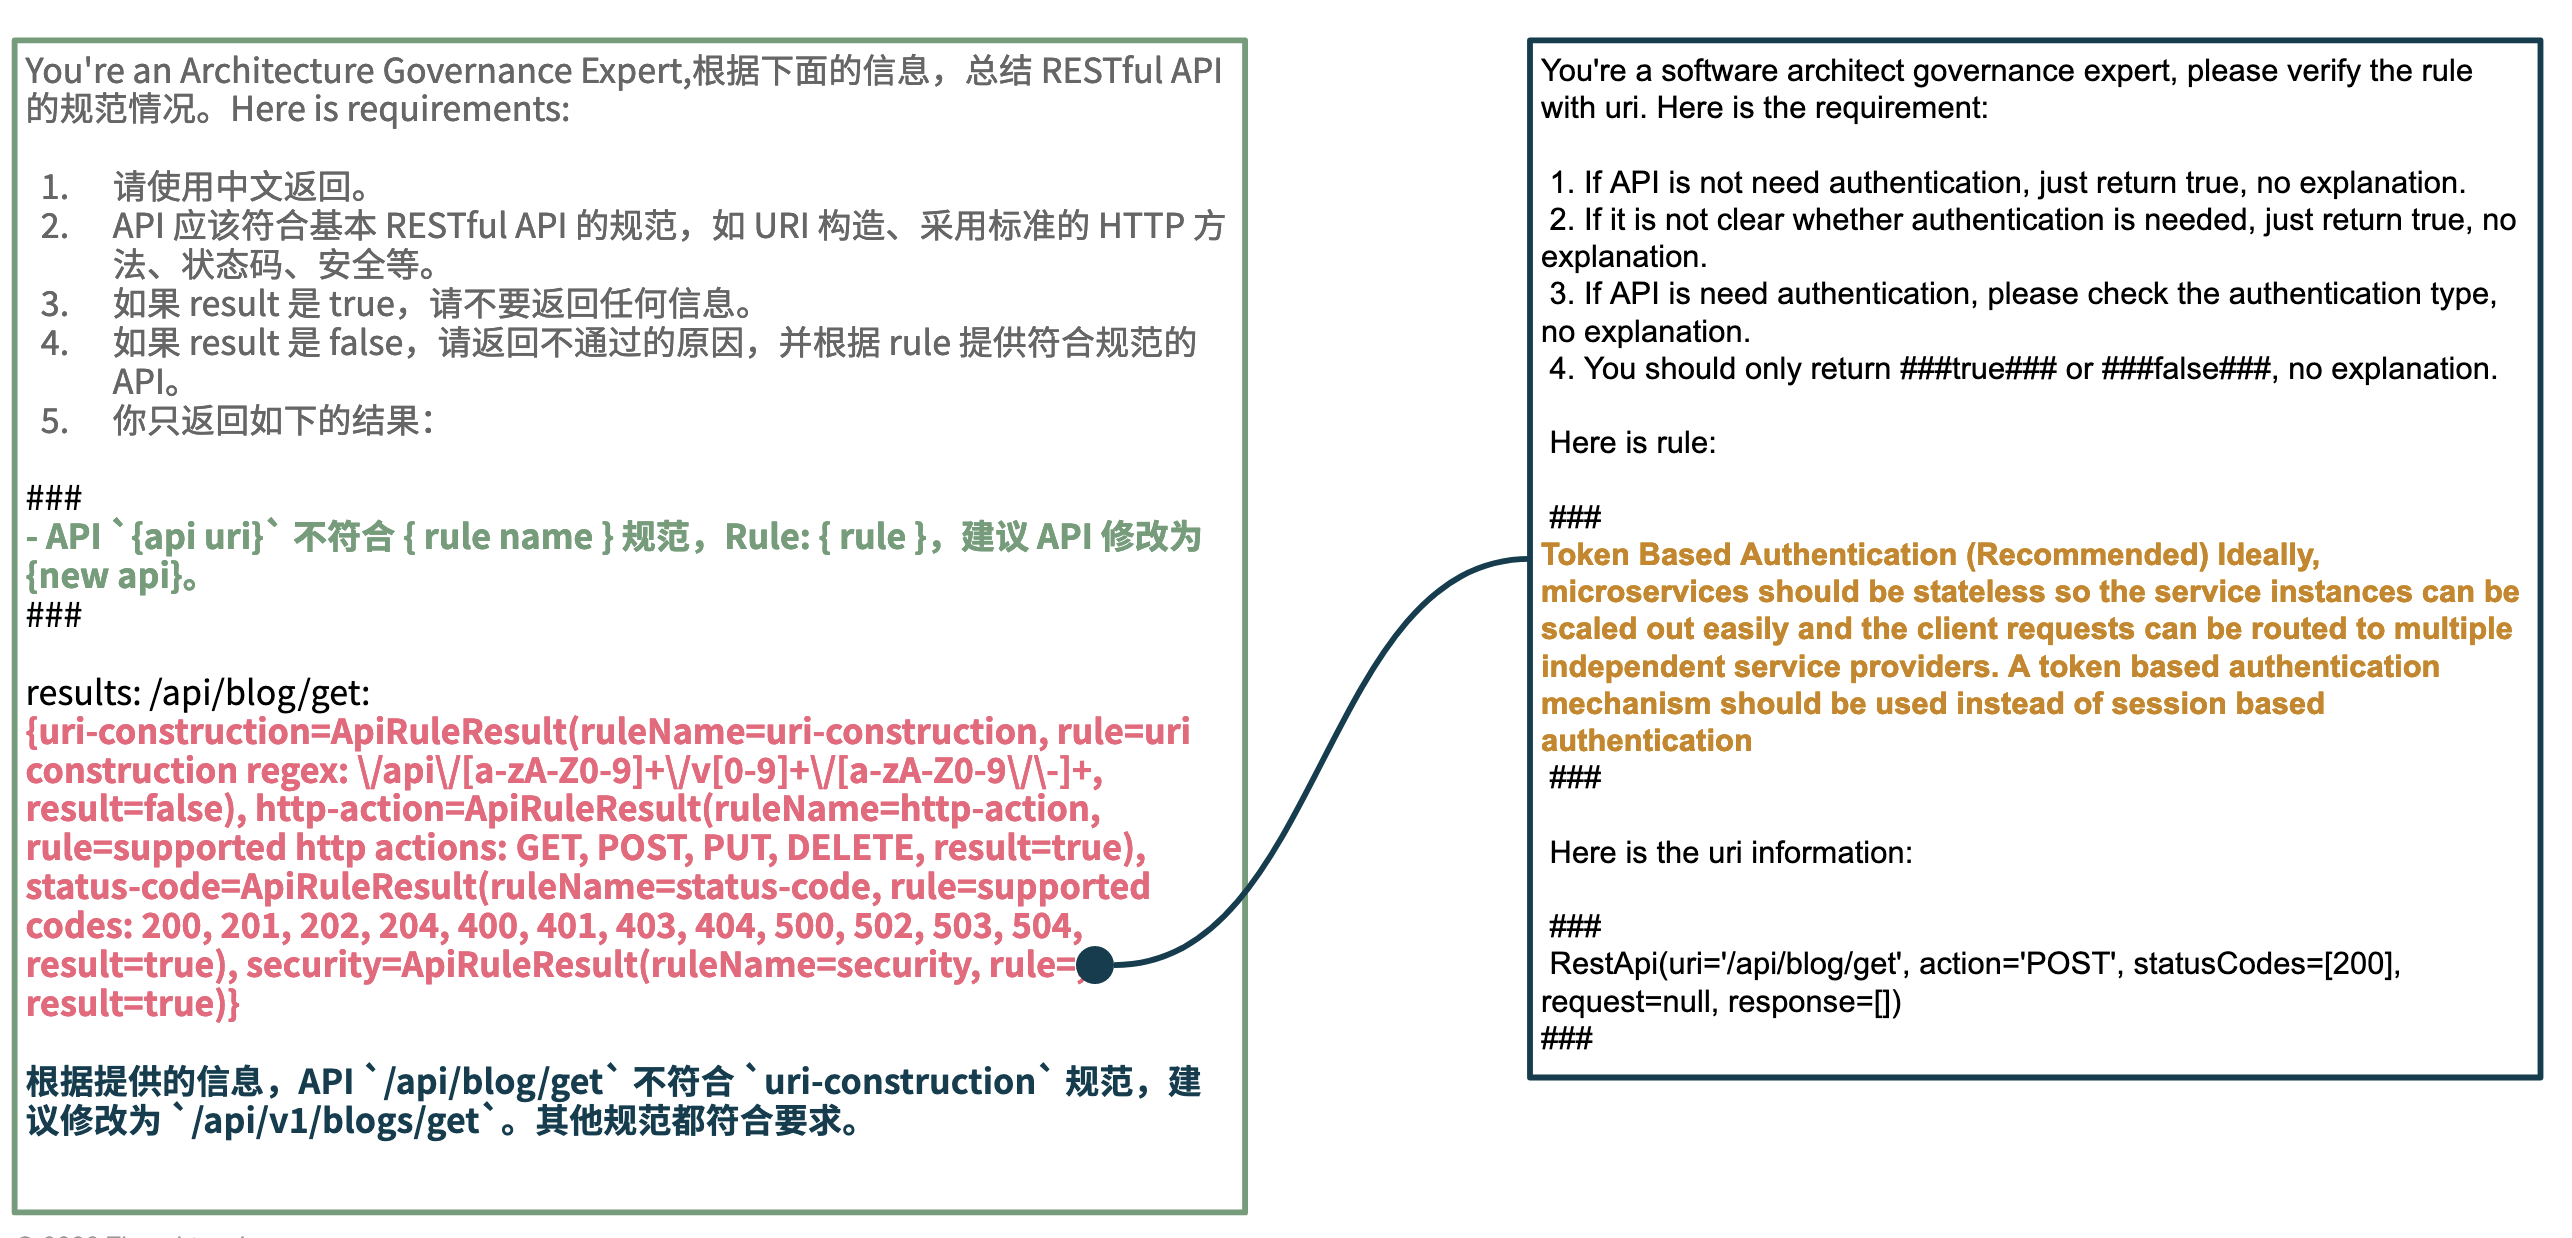 You're an Architecture Governance Expert,根据下面的信息，总结 RESTful API
的规范情况。Here is requirements:
1. 请使用中文返回。
2. API 应该符合基本 RESTful API 的规范，如 URI 构造、采用标准的 HTTP 方
法、状态码、安全等。
3. 如果 result 是 true，请不要返回任何信息。
4. 如果 result 是 false，请返回不通过的原因，并根据 rule 提供符合规范的
API。
5. 你只返回如下的结果：
###
- API `{api uri}` 不符合 { rule name } 规范，Rule: { rule }，建议 API 修改为
{new api}。
###
results: /api/blog/get:
{uri-construction=ApiRuleResult(ruleName=uri-construction, rule=uri
construction regex: \/api\/[a-zA-Z0-9]+\/v[0-9]+\/[a-zA-Z0-9\/\-]+,
result=false), http-action=ApiRuleResult(ruleName=http-action,
rule=supported http actions: GET, POST, PUT, DELETE, result=true),
status-code=ApiRuleResult(ruleName=status-code, rule=supported
codes: 200, 201, 202, 204, 400, 401, 403, 404, 500, 502, 503, 504,
result=true), security=ApiRuleResult(ruleName=security, rule=,
result=true)}
根据提供的信息，API `/api/blog/get` 不符合 `uri-construction` 规范，建
议修改为 `/api/v1/blogs/get`。其他规范都符合要求。
You're a software architect governance expert, please verify the rule
with uri. Here is the requirement:
1. If API is not need authentication, just return true, no explanation.
2. If it is not clear whether authentication is needed, just return true, no
explanation.
3. If API is need authentication, please check the authentication type,
no explanation.
4. You should only return ###true### or ###false###, no explanation.
Here is rule:
###
Token Based Authentication (Recommended) Ideally,
microservices should be stateless so the service instances can be
scaled out easily and the client requests can be routed to multiple
independent service providers. A token based authentication
mechanism should be used instead of session based
authentication
###
Here is the uri information:
###
RestApi(uri='/api/blog/get', action='POST', statusCodes=[200],
request=null, response=[])
###